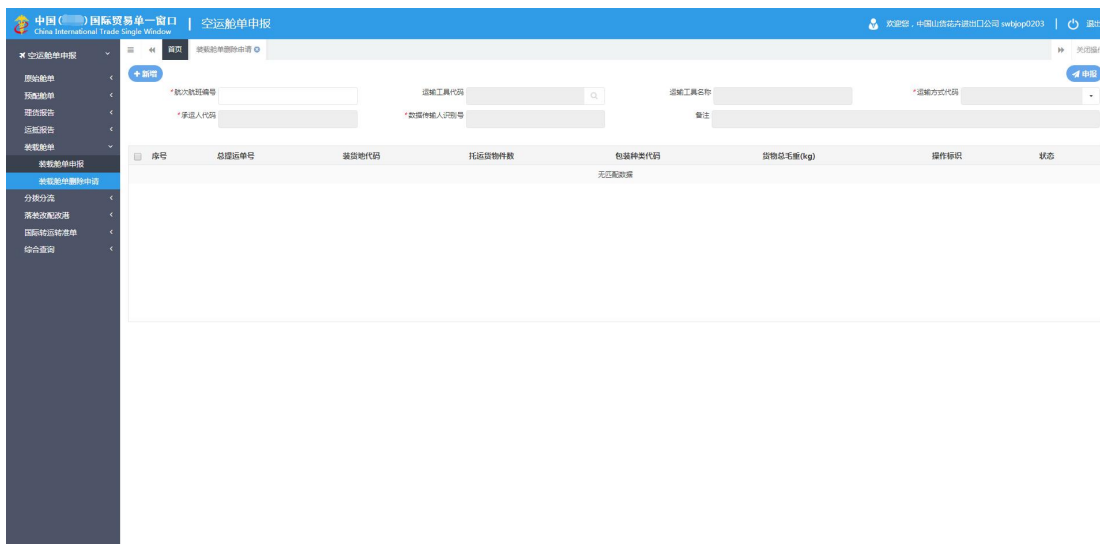 中国( )国际贸易单一窗口 | 空运舱单申报
China International Trade Single Window
欢迎您，中国山货花卉进出口公司 swtbjop0203 | 退出
空运舱单申报
首页 装载舱单删除申请
关闭操作
原始舱单
预配舱单
理货报告
运抵报告
装载舱单
装载舱单申报
装载舱单删除申请
分拨分流
落装改配改港
国际转运转准单
综合查询
+新增
申报
*航次航班编号 运输工具代码 运输工具名称 *运输方式代码
*承运人代码 *数据传输人识别号 备注
序号 总提运单号 装货地代码 托运货物件数 包装种类代码 货物总毛重(kg) 操作标识 状态
无匹配数据